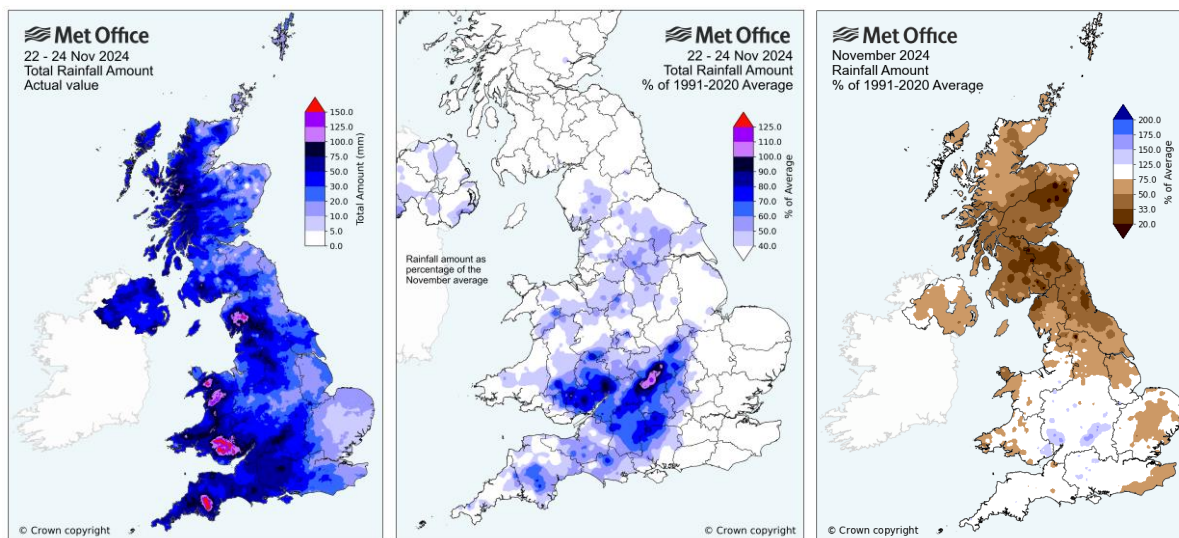 Met Office
22 - 24 Nov 2024
Total Rainfall Amount
Actual value
150.0
125.0
100.0
75.0
50.0
30.0
20.0
10.0
5.0
0.0
Total Amount (mm)
© Crown copyright
Met Office
22 - 24 Nov 2024
Total Rainfall Amount
% of 1991-2020 Average
125.0
110.0
100.0
90.0
80.0
70.0
60.0
50.0
40.0
% of Average
Rainfall amount as
percentage of the
November average
© Crown copyright
Met Office
November 2024
Rainfall Amount
% of 1991-2020 Average
200.0
175.0
150.0
125.0
75.0
50.0
33.0
20.0
% of Average
© Crown copyright